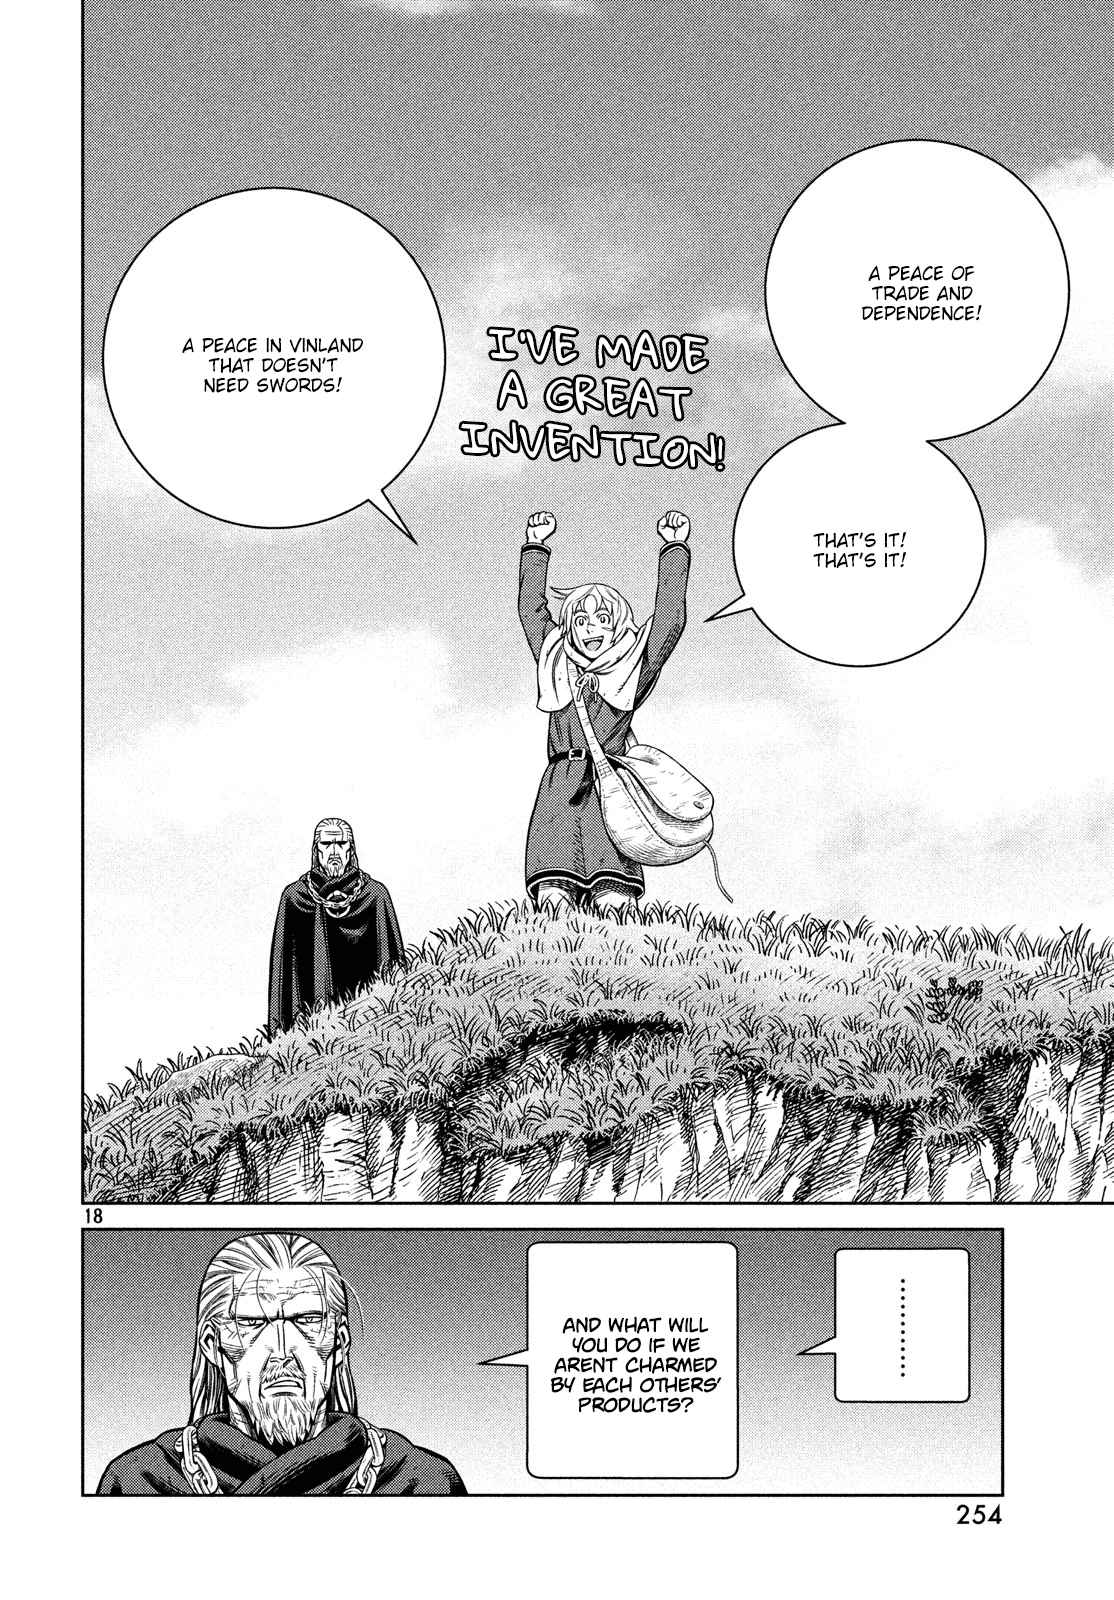 A PEACE OF
TRADE AND
DEPENDENCE!
THAT'S IT!
THAT'S IT!
I'VE MADE
A GREAT
INVENTION!
A PEACE IN VINLAND
THAT DOESN'T
NEED SWORDS!
18
..........
AND WHAT WILL
YOU DO IF WE
ARENT CHARMED
BY EACH OTHERS'
PRODUCTS?
254